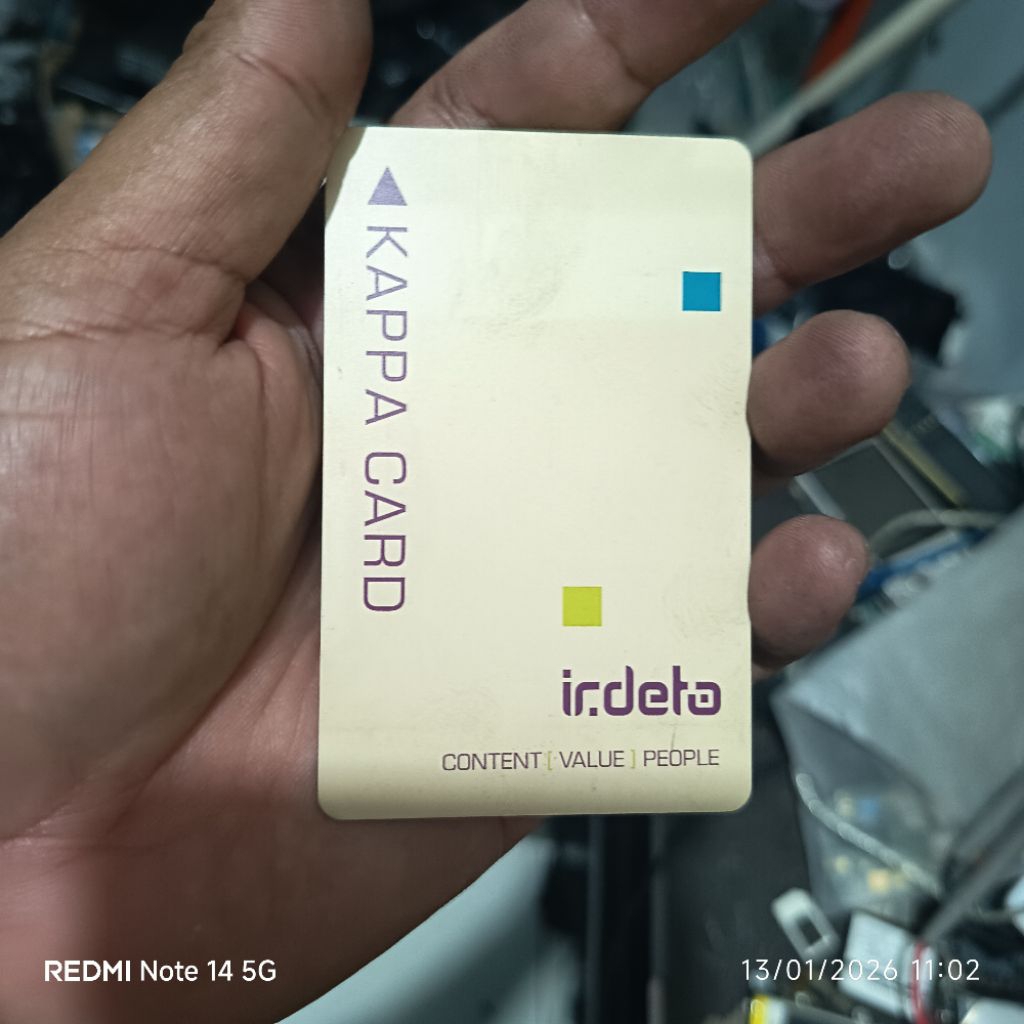 KAPPA CARD
irdeto
CONTENT [ VALUE ] PEOPLE
REDMI Note 14 5G
13/01/2026 11:02